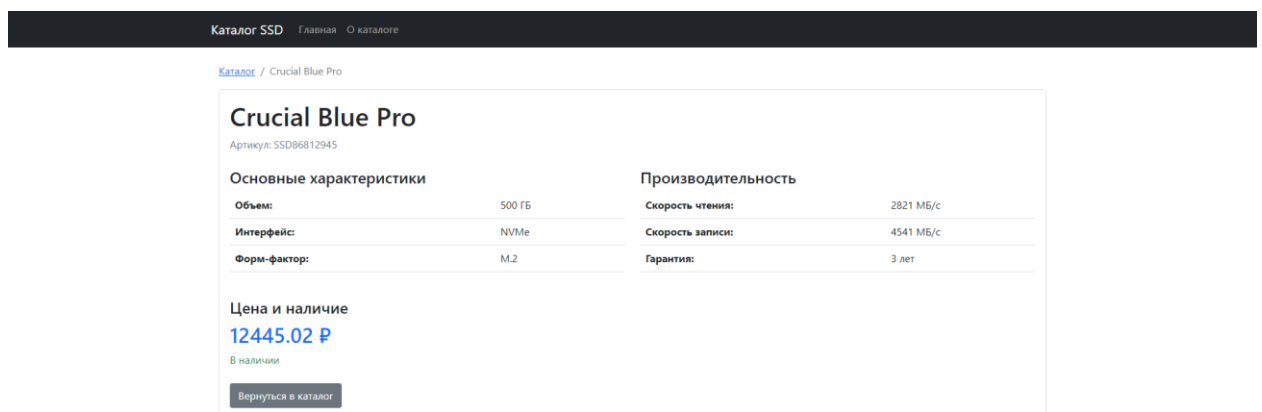 Каталог SSD Главная О каталоге
Каталог / Crucial Blue Pro
Crucial Blue Pro
Артикул: SSD86812945
Основные характеристики
Объем: 500 ГБ
Интерфейс: NVMe
Форм-фактор: M.2
Производительность
Скорость чтения: 2821 МБ/с
Скорость записи: 4541 МБ/с
Гарантия: 3 лет
Цена и наличие
12445.02 ₽
В наличии
Вернуться в каталог